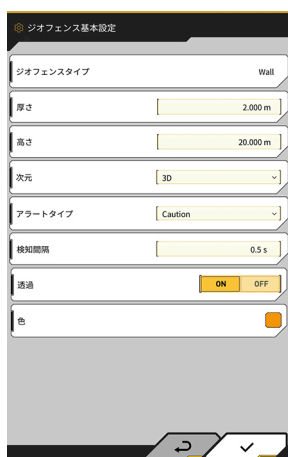 ジオフェンス基本設定
ジオフェンスタイプ Wall
厚さ 2.000 m
高さ 20.000 m
次元 3D
アラートタイプ Caution
検知間隔 0.5 s
透過 ON OFF
色